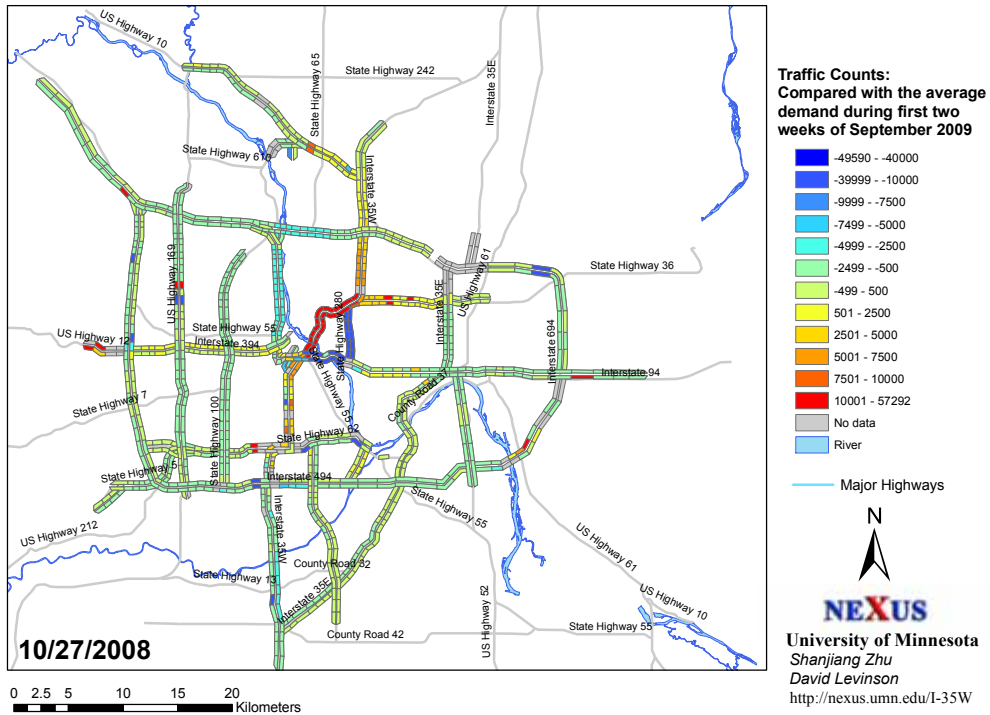 US Highway 10
State Highway 65
State Highway 242
Interstate 35E
State Highway 610
Interstate 35W
US Highway 169
US Highway 61
State Highway 36
Interstate 35E
State Highway 280
Interstate 694
US Highway 12
State Highway 55
Interstate 394
State Highway 55
Interstate 94
State Highway 7
State Highway 100
County Road 37
State Highway 62
State Highway 5
Interstate 494
State Highway 55
US Highway 212
Interstate 35W
County Road 32
State Highway 13
Interstate 35E
US Highway 61
US Highway 52
US Highway 10
County Road 42
State Highway 55
10/27/2008
0 2.5 5 10 15 20
Kilometers
Traffic Counts:
Compared with the average
demand during first two
weeks of September 2009
-49590 - -40000
-39999 - -10000
-9999 - -7500
-7499 - -5000
-4999 - -2500
-2499 - -500
-499 - 500
501 - 2500
2501 - 5000
5001 - 7500
7501 - 10000
10001 - 57292
No data
River
Major Highways
N
NEXUS
University of Minnesota
Shanjiang Zhu
David Levinson
http://nexus.umn.edu/I-35W